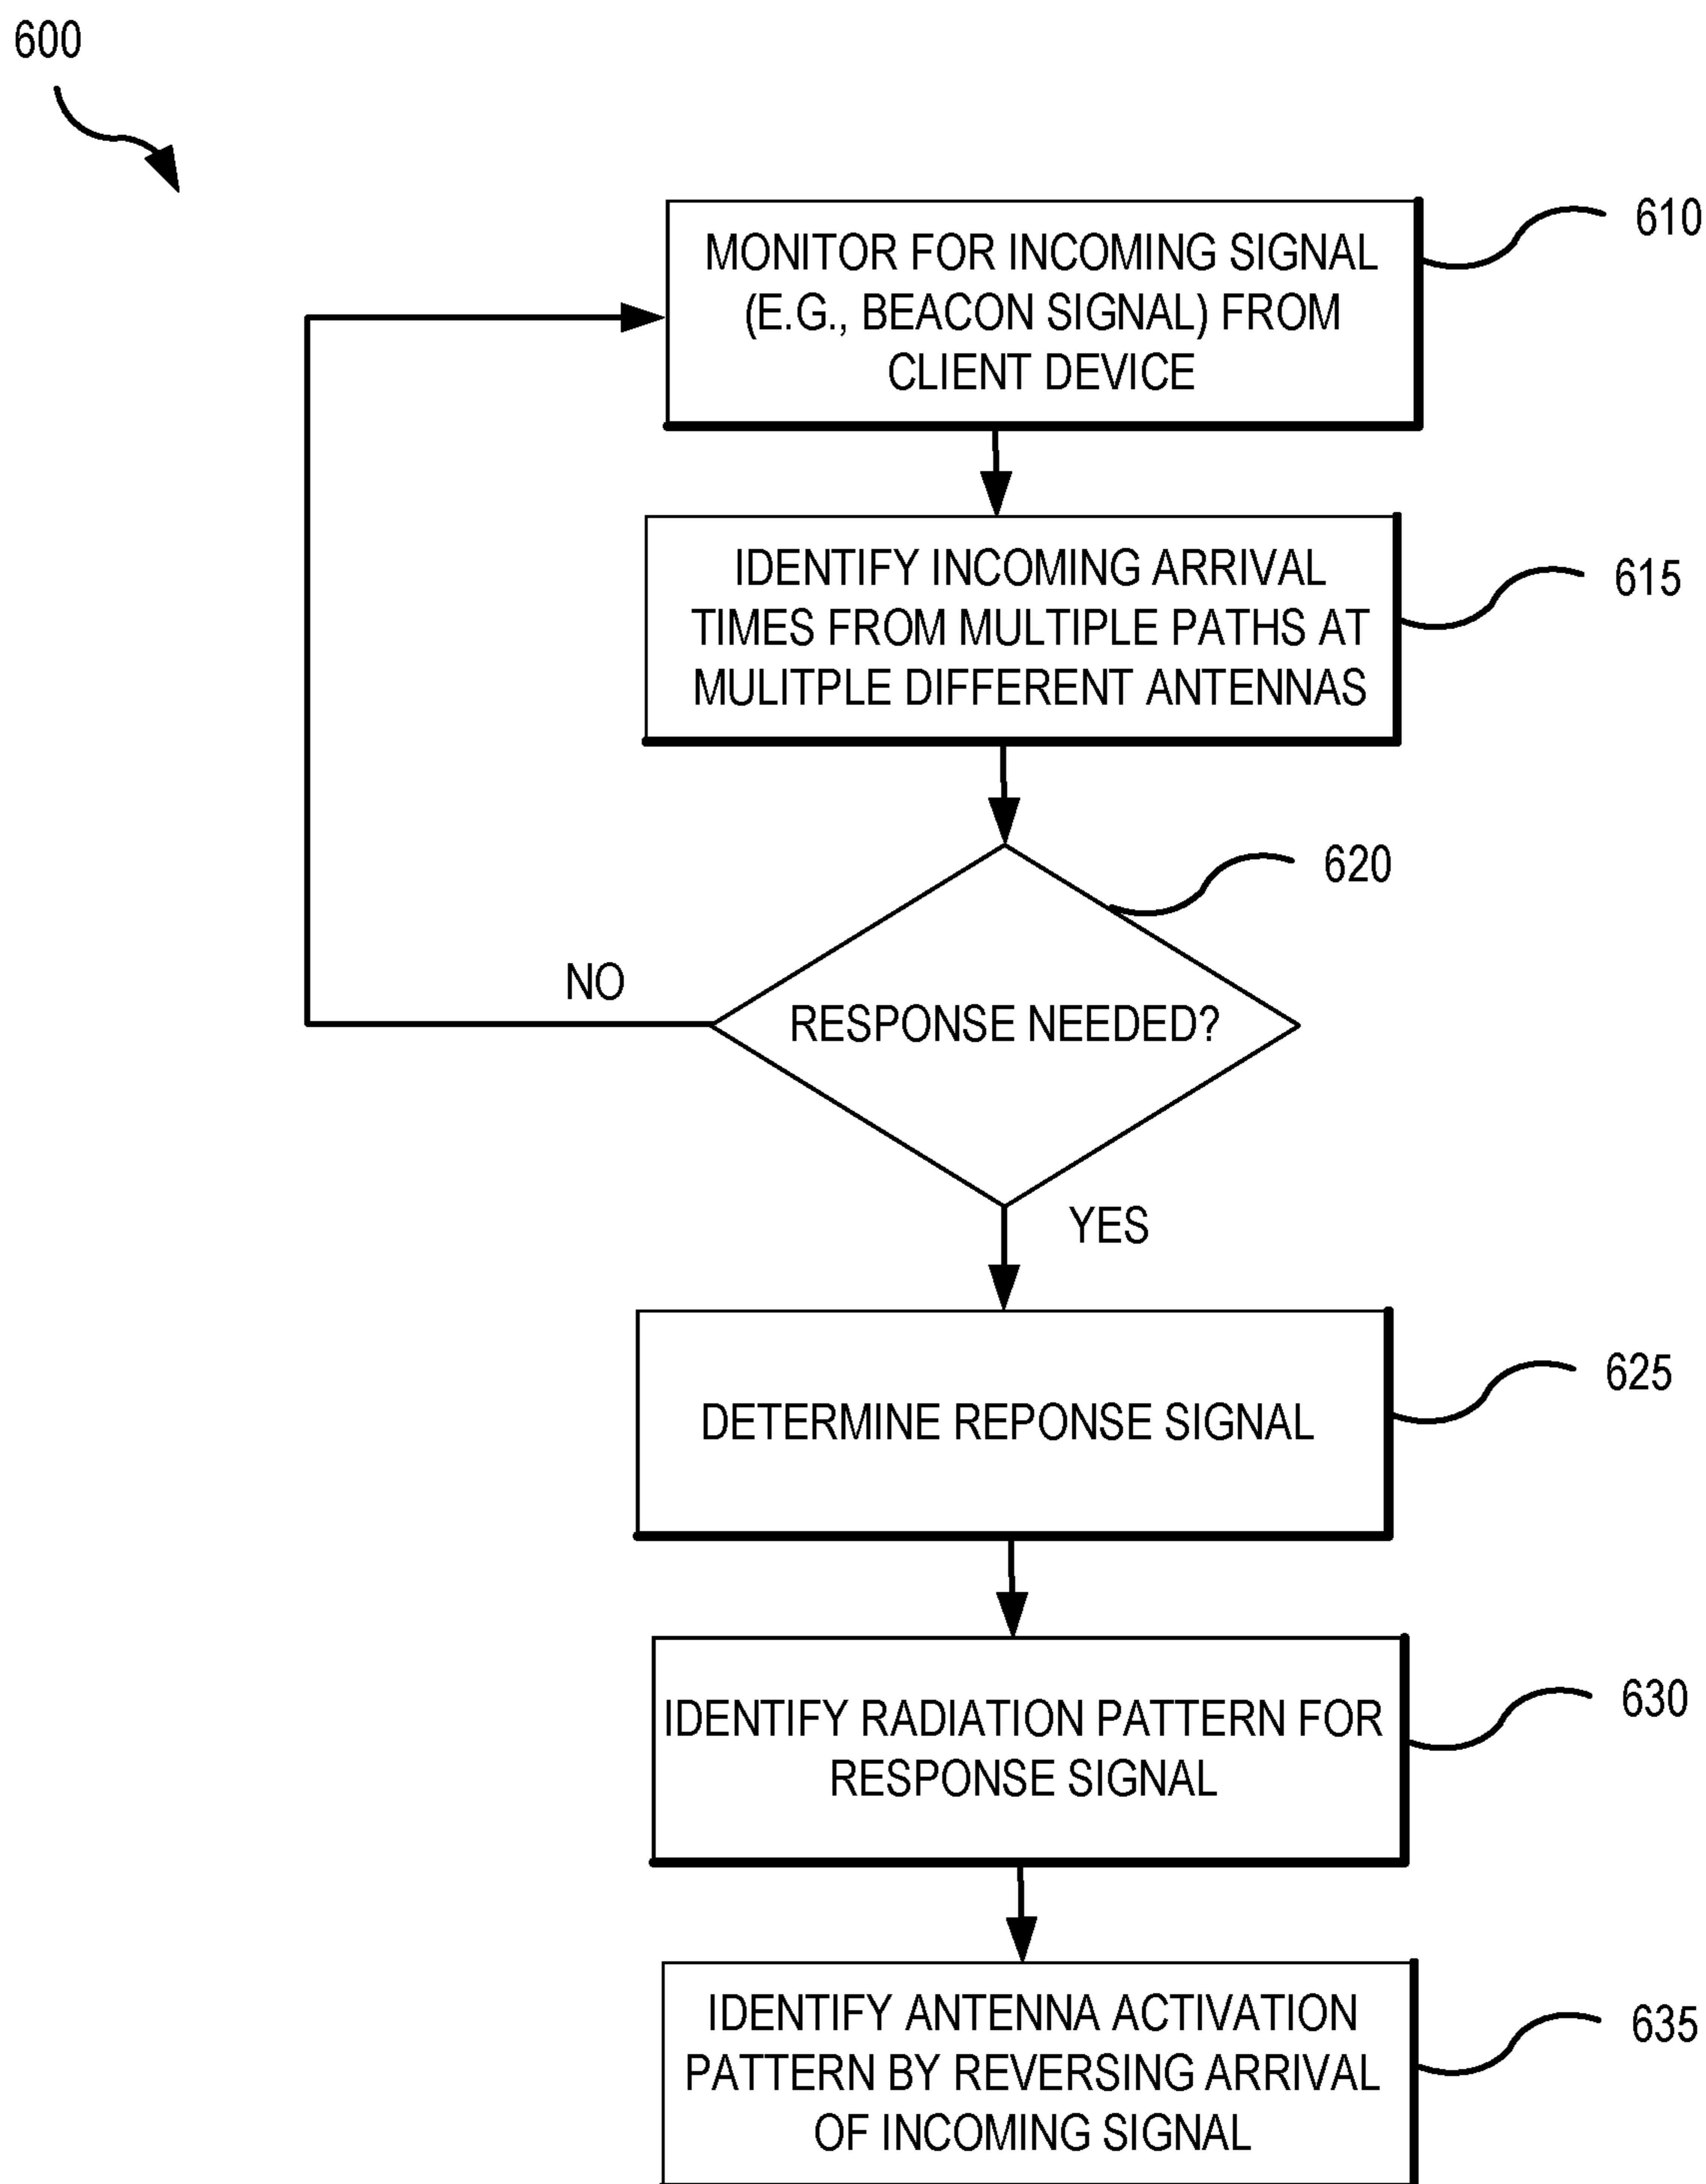 600
MONITOR FOR INCOMING SIGNAL
(E.G., BEACON SIGNAL) FROM
CLIENT DEVICE
610
IDENTIFY INCOMING ARRIVAL
TIMES FROM MULTIPLE PATHS AT
MULITPLE DIFFERENT ANTENNAS
615
620
NO
RESPONSE NEEDED?
YES
DETERMINE REPONSE SIGNAL
625
IDENTIFY RADIATION PATTERN FOR
RESPONSE SIGNAL
630
IDENTIFY ANTENNA ACTIVATION
PATTERN BY REVERSING ARRIVAL
OF INCOMING SIGNAL
635